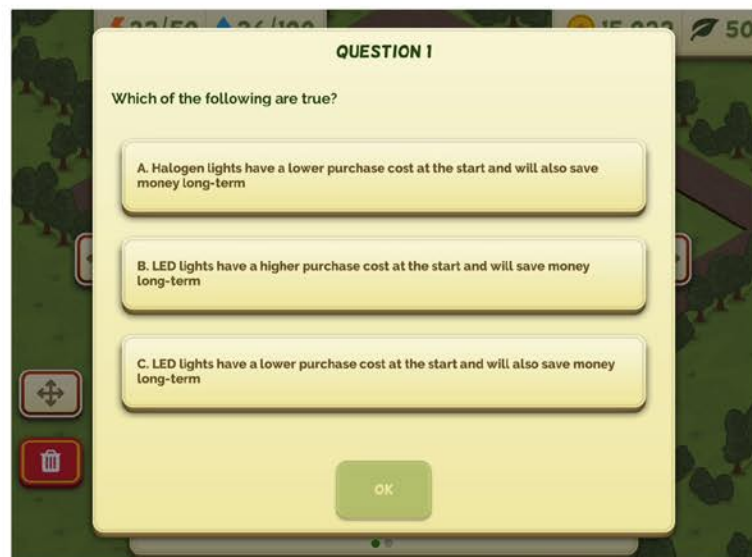 QUESTION 1
Which of the following are true?
A. Halogen lights have a lower purchase cost at the start and will also save
money long-term
B. LED lights have a higher purchase cost at the start and will save money
long-term
C. LED lights have a lower purchase cost at the start and will also save money
long-term
OK